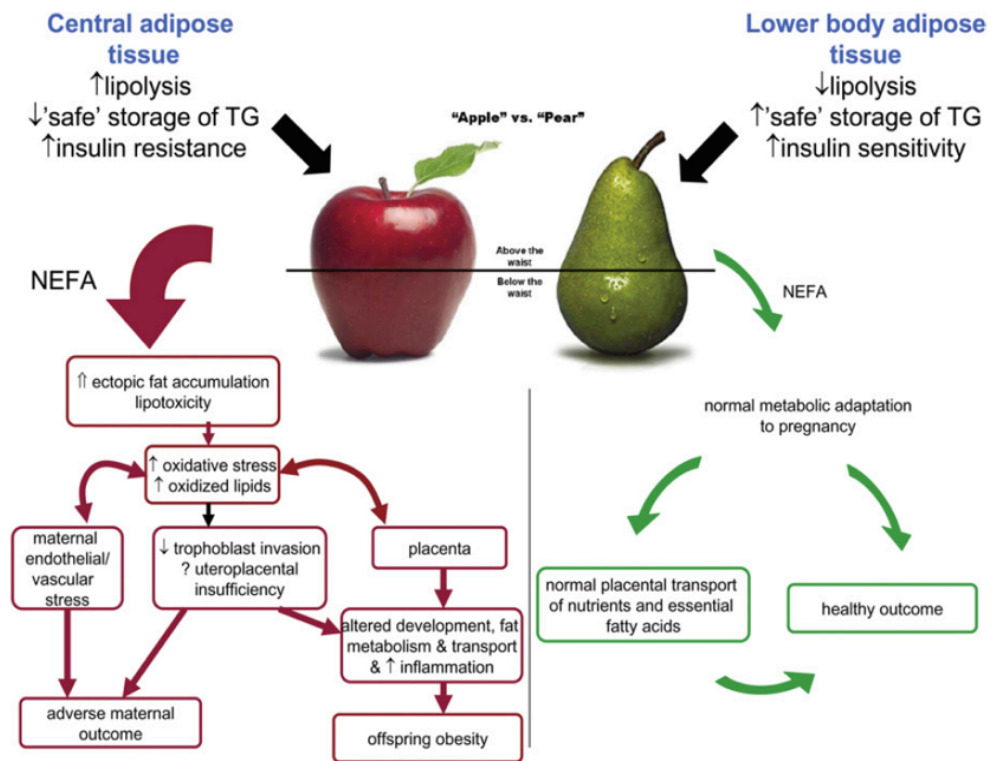 Central adipose
tissue
↑lipolysis
↓'safe' storage of TG
↑insulin resistance
Lower body adipose
tissue
↓lipolysis
↑'safe' storage of TG
↑insulin sensitivity
"Apple" vs. "Pear"
Above the
waist
Below the
waist
NEFA
⇑ ectopic fat accumulation
lipotoxicity
↑ oxidative stress
↑ oxidized lipids
maternal
endothelial/
vascular
stress
↓ trophoblast invasion
? uteroplacental
insufficiency
placenta
altered development, fat
metabolism & transport
& ↑ inflammation
adverse maternal
outcome
offspring obesity
NEFA
normal metabolic adaptation
to pregnancy
normal placental transport
of nutrients and essential
fatty acids
healthy outcome